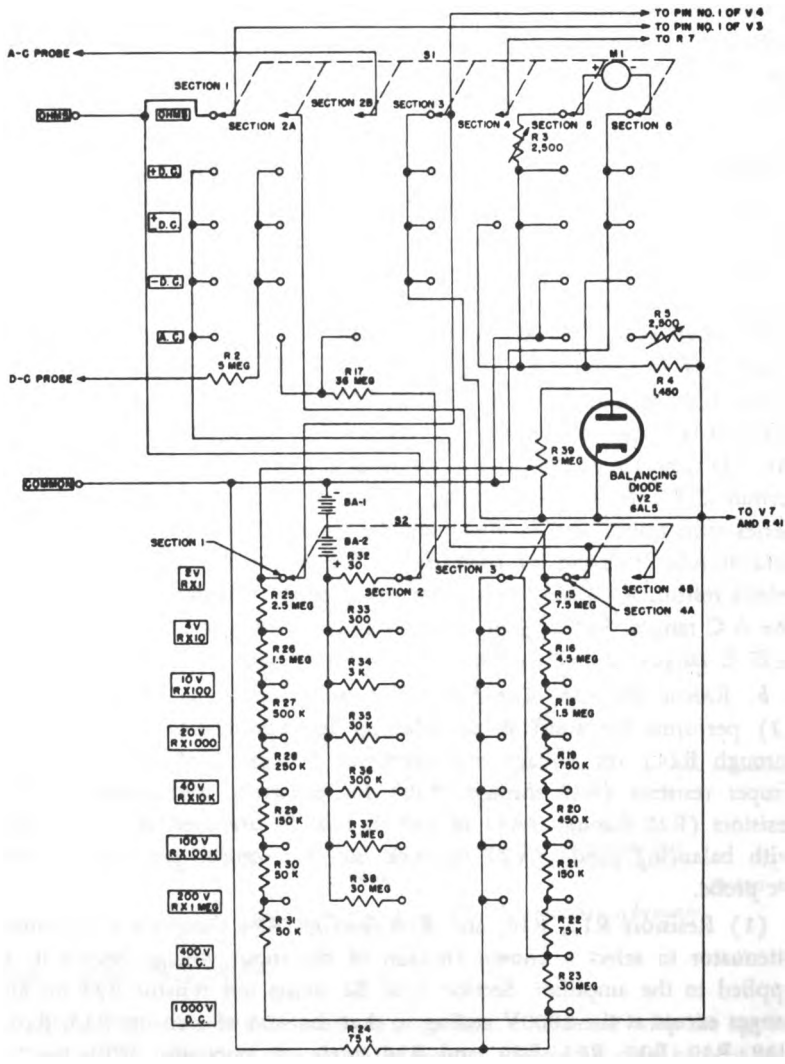 TO PIN NO. 1 OF V4
TO PIN NO. 1 OF V3
TO R 7
A-C PROBE
S1
M1
+
-
SECTION 1
SECTION 2A
SECTION 2B
SECTION 3
SECTION 4
SECTION 5
SECTION 6
OHMS
OHMS
R 3
2,500
+ D.C.
± D.C.
- D.C.
A.C.
R 5
2,500
R 2
5 MEG
R 17
36 MEG
R 4
1,460
D-C PROBE
R 39
5 MEG
BALANCING
DIODE
V2
6AL5
COMMON
-
BA-1
TO V7
AND R 41
S2
BA-2
+
SECTION 1
R 32
30
SECTION 2
SECTION 3
SECTION 4B
SECTION 4A
2V
RX1
R 25
2.5 MEG
R 15
7.5 MEG
R 33
300
4V
RX10
R 26
1.5 MEG
R 34
3 K
R 16
4.5 MEG
10 V
RX100
R 27
500 K
R 35
30 K
R 18
1.5 MEG
20 V
RX1000
R 28
250 K
R 36
300 K
R 19
750 K
40 V
RX10K
R 29
150 K
R 37
3 MEG
R 20
450 K
100 V
RX100K
R 30
50 K
R 38
30 MEG
R 21
150 K
200 V
RX1 MEG
R 31
50 K
R 22
75 K
400 V
D.C.
R 23
30 MEG
1,000 V
D.C.
R 24
75 K